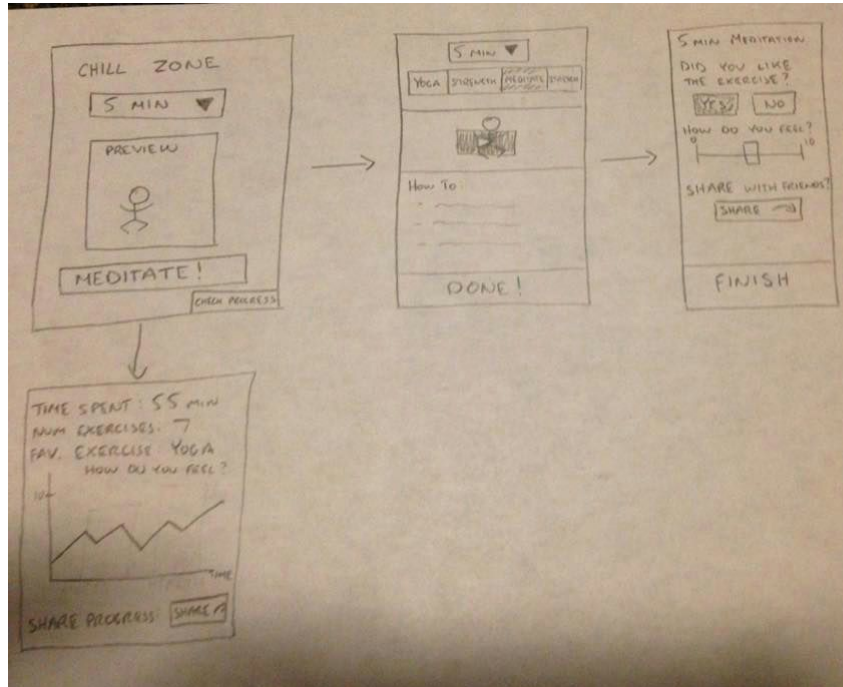 CHILL ZONE
5 MIN
PREVIEW
MEDITATE!
CHECK PROGRESS
5 MIN
YOGA STRENGTH MEDITATE
How To
DONE!
5 MIN MEDITATION
DID YOU LIKE
THE EXERCISE?
YES NO
HOW DO YOU FEEL?
0 10
SHARE WITH FRIENDS?
SHARE
FINISH
TIME SPENT: 55 MIN
NUM EXERCISES: 7
FAV. EXERCISE YOGA
HOW DO YOU FEEL?
10
TIME
SHARE PROGRESS: SHARE